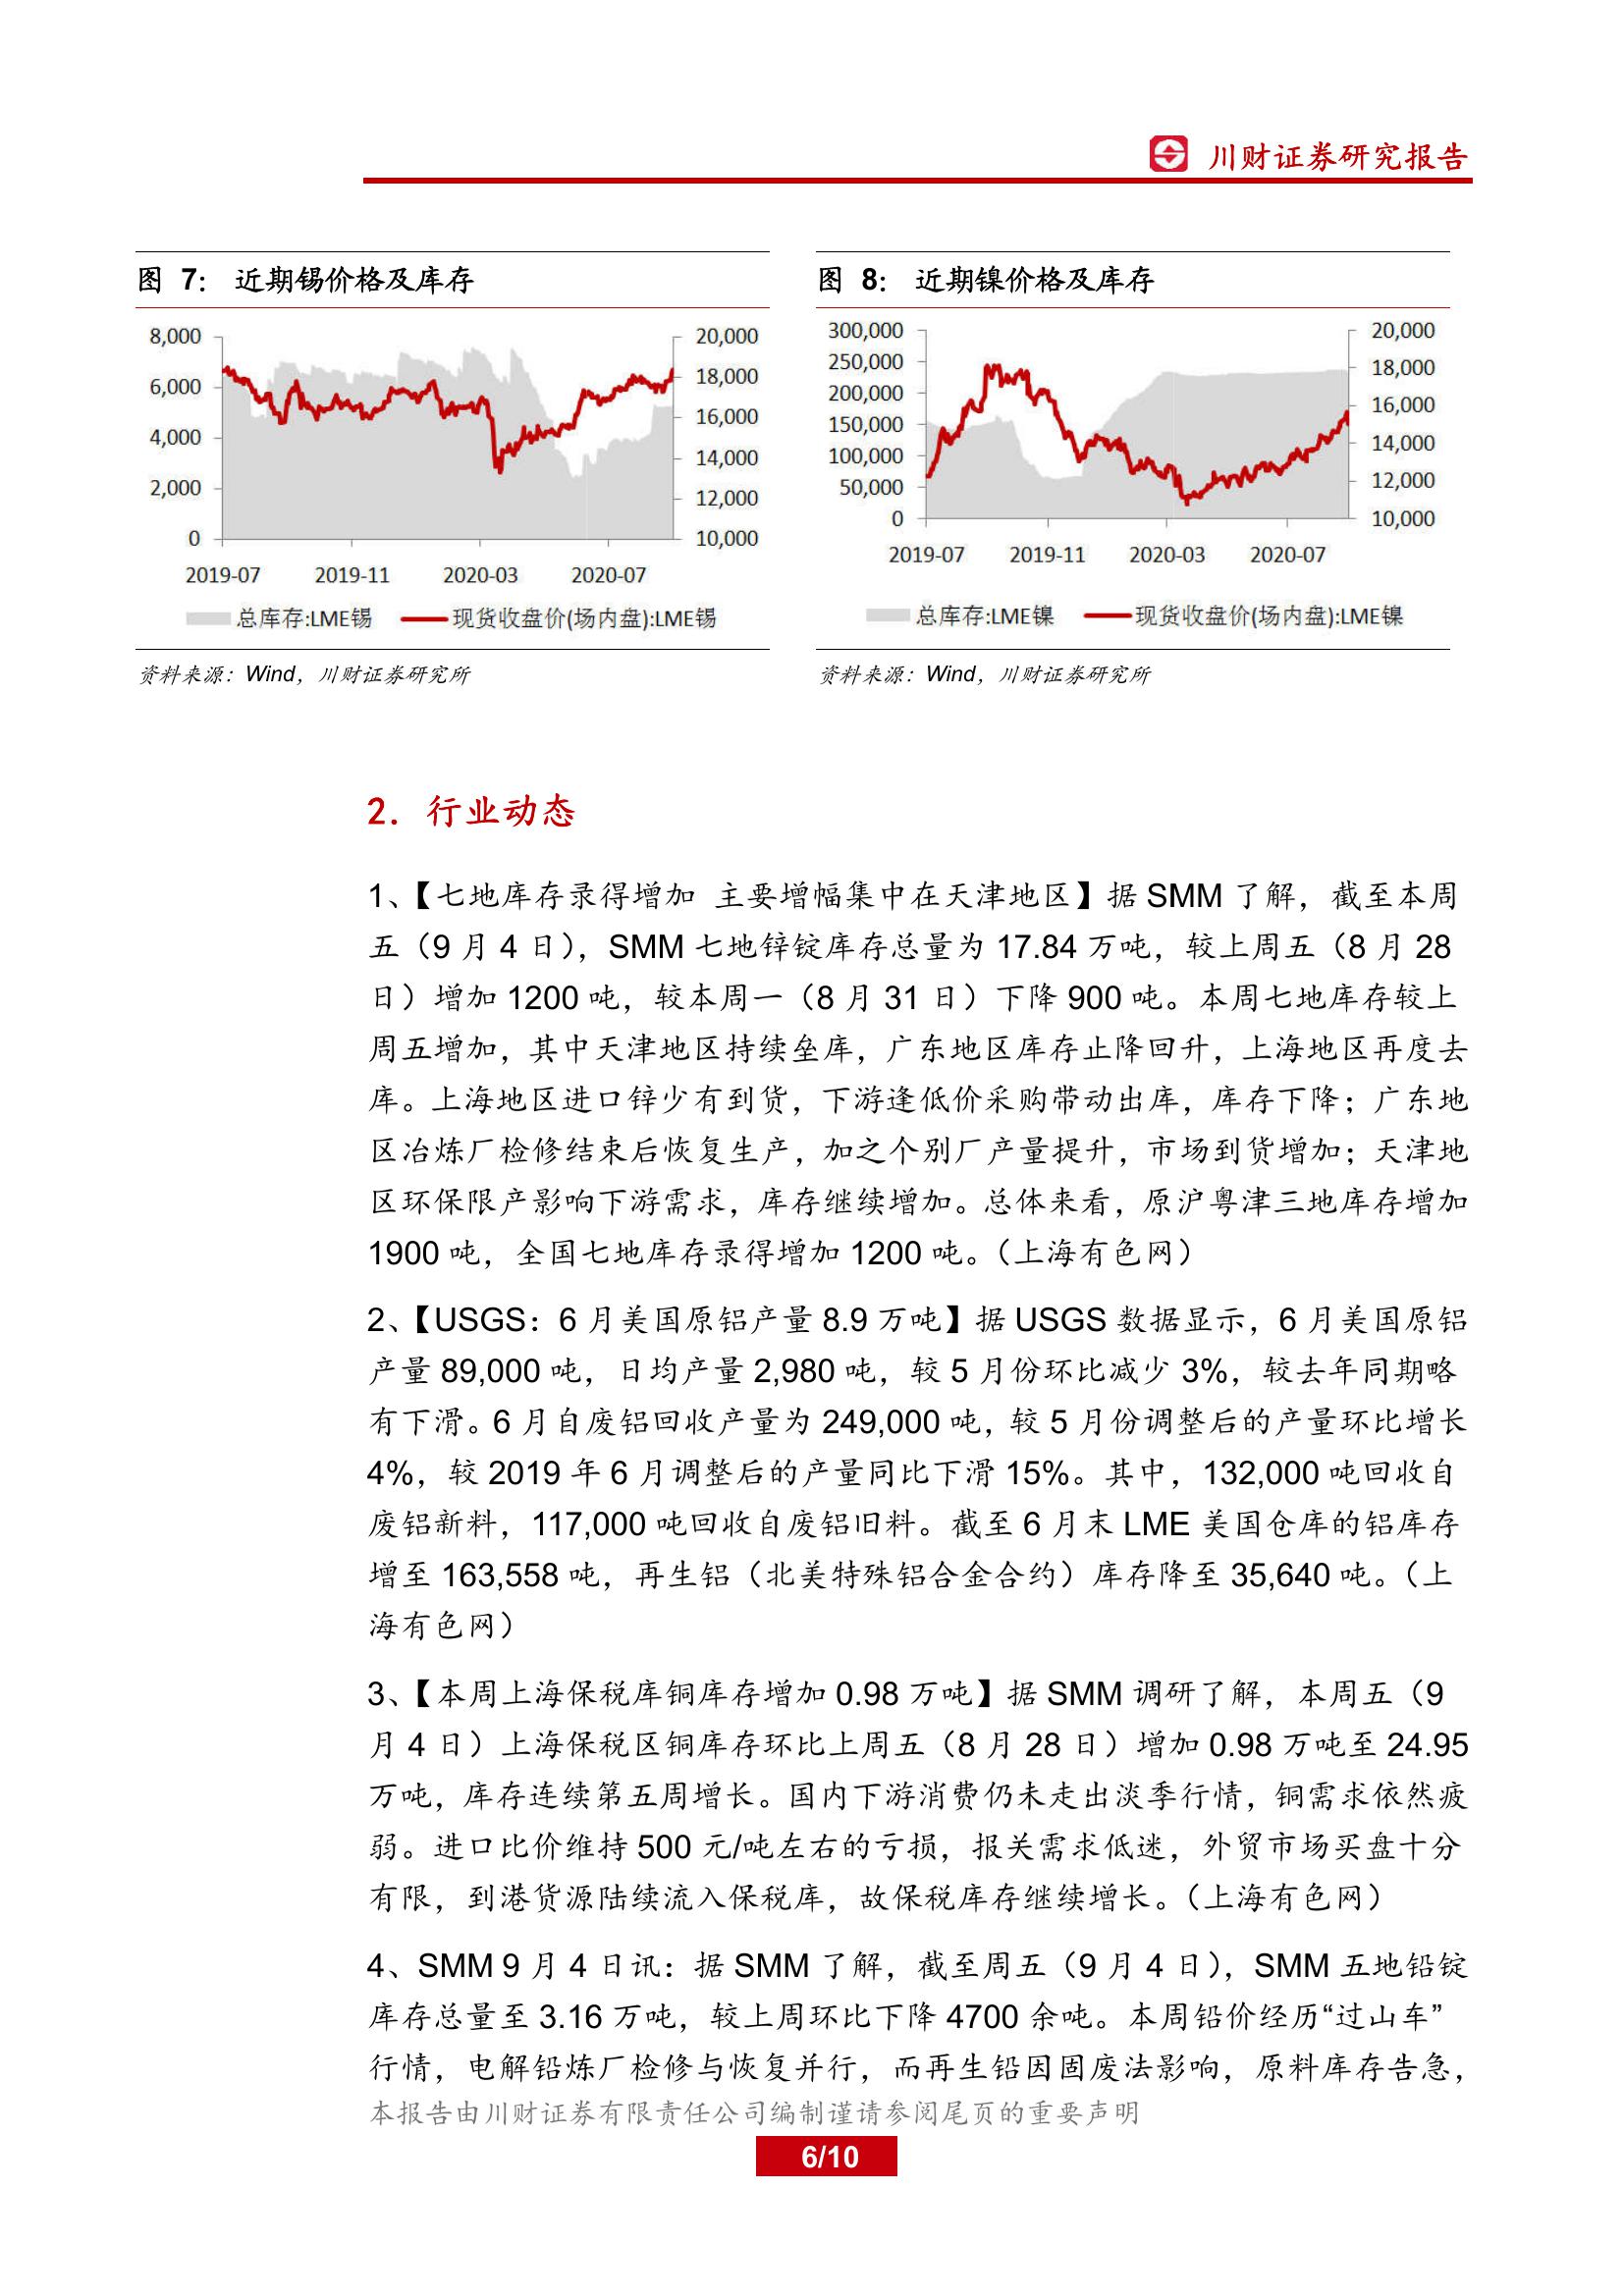 川财证券研究报告
图 7： 近期锡价格及库存
8,000
6,000
4,000
2,000
0
20,000
18,000
16,000
14,000
12,000
10,000
2019-07 2019-11 2020-03 2020-07
总库存:LME锡 现货收盘价(场内盘):LME锡
资料来源：Wind，川财证券研究所
图 8： 近期镍价格及库存
300,000
250,000
200,000
150,000
100,000
50,000
0
20,000
18,000
16,000
14,000
12,000
10,000
2019-07 2019-11 2020-03 2020-07
总库存:LME镍 现货收盘价(场内盘):LME镍
资料来源：Wind，川财证券研究所
2. 行业动态
1、【七地库存录得增加 主要增幅集中在天津地区】据 SMM 了解，截至本周
五（9 月 4 日），SMM 七地锌锭库存总量为 17.84 万吨，较上周五（8 月 28
日）增加 1200 吨，较本周一（8 月 31 日）下降 900 吨。本周七地库存较上
周五增加，其中天津地区持续垒库，广东地区库存止降回升，上海地区再度去
库。上海地区进口锌少有到货，下游逢低价采购带动出库，库存下降；广东地
区冶炼厂检修结束后恢复生产，加之个别厂产量提升，市场到货增加；天津地
区环保限产影响下游需求，库存继续增加。总体来看，原沪粤津三地库存增加
1900 吨，全国七地库存录得增加 1200 吨。（上海有色网）
2、【USGS：6 月美国原铝产量 8.9 万吨】据 USGS 数据显示，6 月美国原铝
产量 89,000 吨，日均产量 2,980 吨，较 5 月份环比减少 3%，较去年同期略
有下滑。6 月自废铝回收产量为 249,000 吨，较 5 月份调整后的产量环比增长
4%，较 2019 年 6 月调整后的产量同比下滑 15%。其中，132,000 吨回收自
废铝新料，117,000 吨回收自废铝旧料。截至 6 月末 LME 美国仓库的铝库存
增至 163,558 吨，再生铝（北美特殊铝合金合约）库存降至 35,640 吨。（上
海有色网）
3、【本周上海保税库铜库存增加 0.98 万吨】据 SMM 调研了解，本周五（9
月 4 日）上海保税区铜库存环比上周五（8 月 28 日）增加 0.98 万吨至 24.95
万吨，库存连续第五周增长。国内下游消费仍未走出淡季行情，铜需求依然疲
弱。进口比价维持 500 元/吨左右的亏损，报关需求低迷，外贸市场买盘十分
有限，到港货源陆续流入保税库，故保税库存继续增长。（上海有色网）
4、SMM 9 月 4 日讯：据 SMM 了解，截至周五（9 月 4 日），SMM 五地铅锭
库存总量至 3.16 万吨，较上周环比下降 4700 余吨。本周铅价经历“过山车”
行情，电解铅炼厂检修与恢复并行，而再生铅因固废法影响，原料库存告急，
本报告由川财证券有限责任公司编制谨请参阅尾页的重要声明
6/10